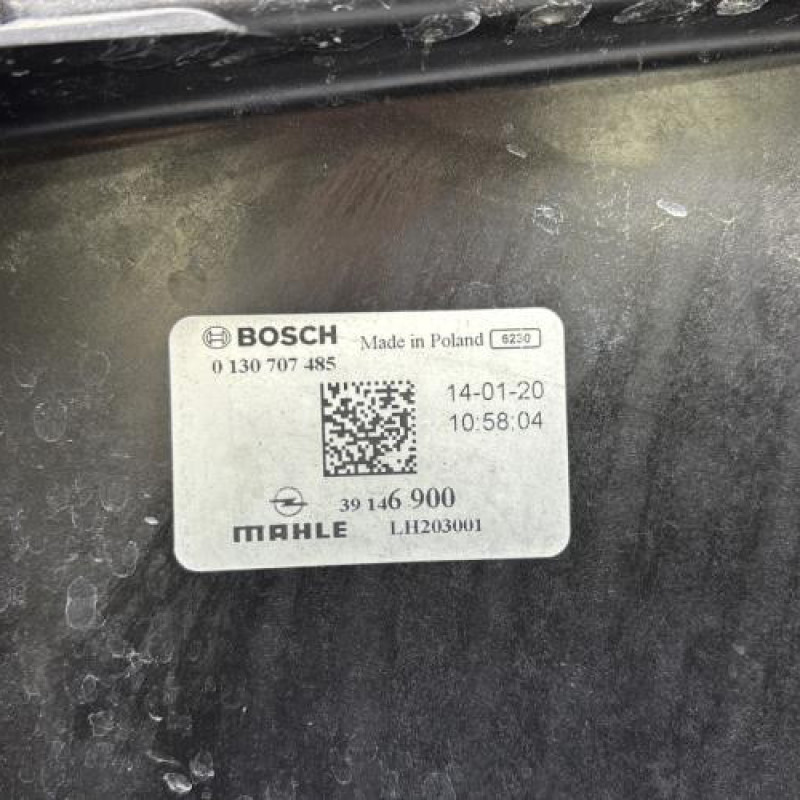 BOSCH Made in Poland 6230
0 130 707 485
14-01-20
10:58:04
39 146 900
MAHLE LH203001